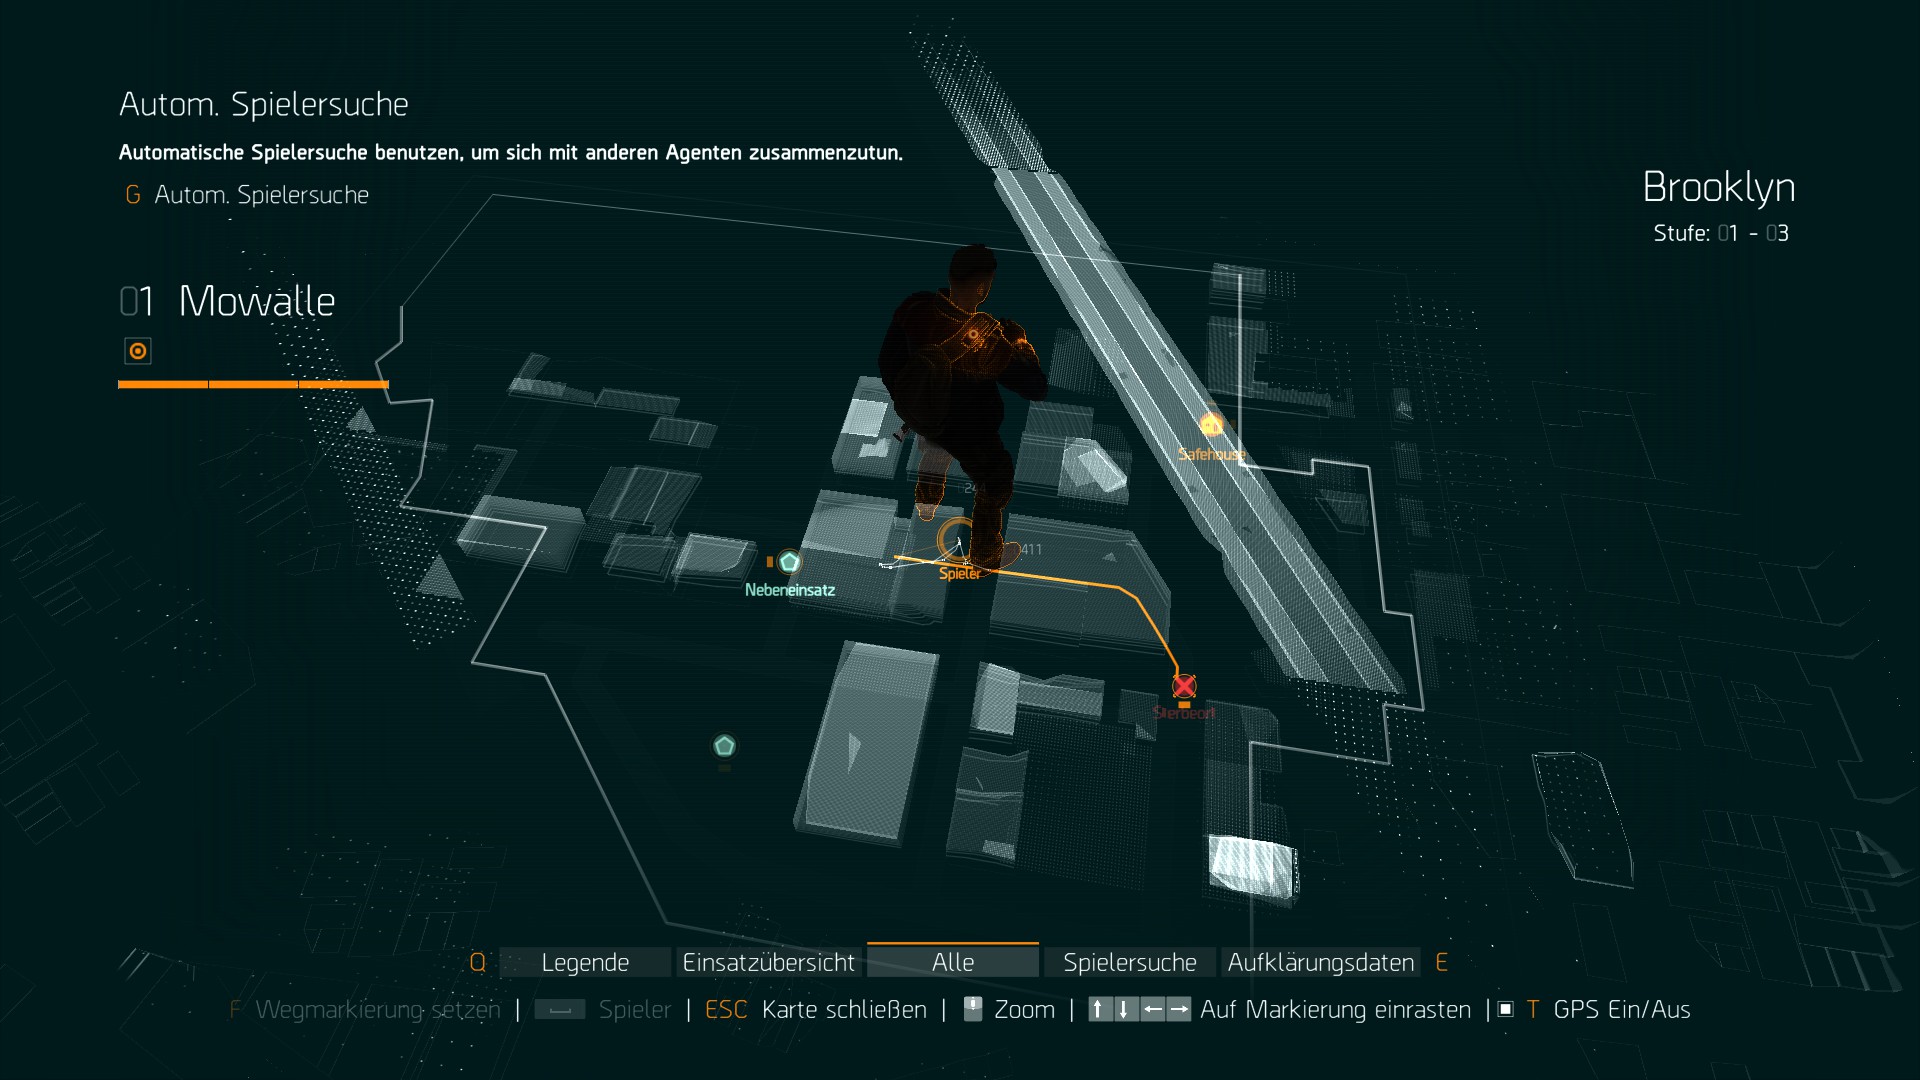 Autom. Spielersuche
Automatische Spielersuche benutzen, um sich mit anderen Agenten zusammenzutun.
G Autom. Spielersuche
Brooklyn
Stufe: 01 - 03
01 Mowalle
Safehouse
24
411
Spieler
Nebeneinsatz
Sterbeort
Q Legende Einsatzübersicht Alle Spielersuche Aufklärungsdaten E
F Wegmarkierung setzen | Spieler | ESC Karte schließen | Zoom | ↑ ↓ ← → Auf Markierung einrasten | T GPS Ein/Aus